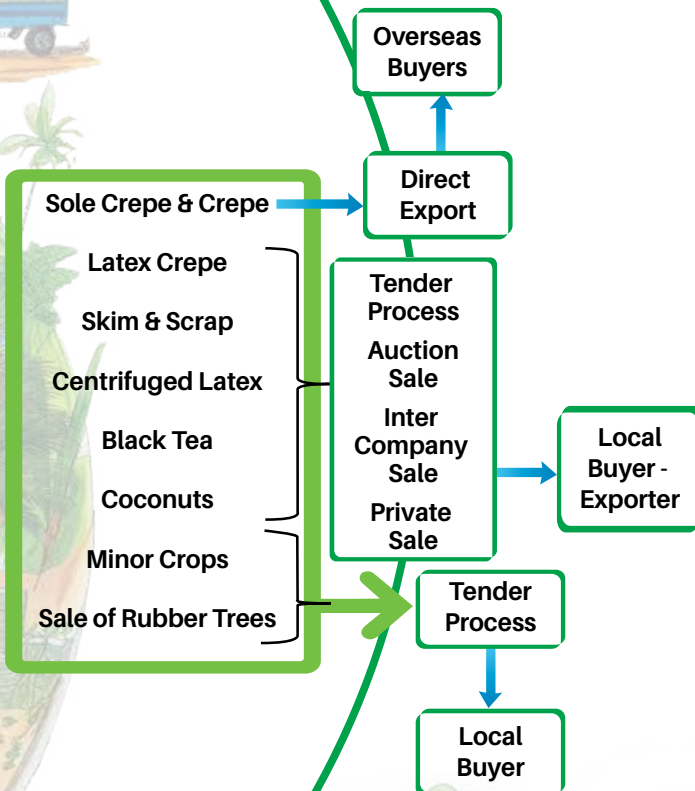 Overseas
Buyers
Direct
Export
Sole Crepe & Crepe
Latex Crepe
Skim & Scrap
Centrifuged Latex
Black Tea
Coconuts
Minor Crops
Sale of Rubber Trees
Tender
Process
Auction
Sale
Inter
Company
Sale
Private
Sale
Local
Buyer -
Exporter
Tender
Process
Local
Buyer